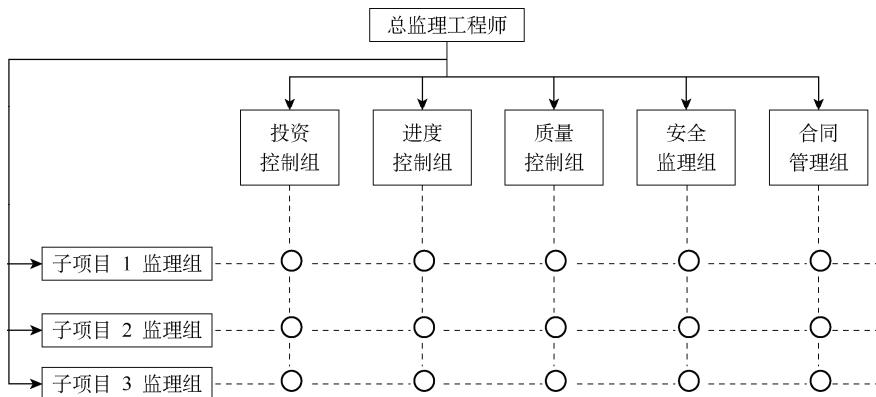 总监理工程师
投资
控制组
进度
控制组
质量
控制组
安全
监理组
合同
管理组
子项目 1 监理组
子项目 2 监理组
子项目 3 监理组